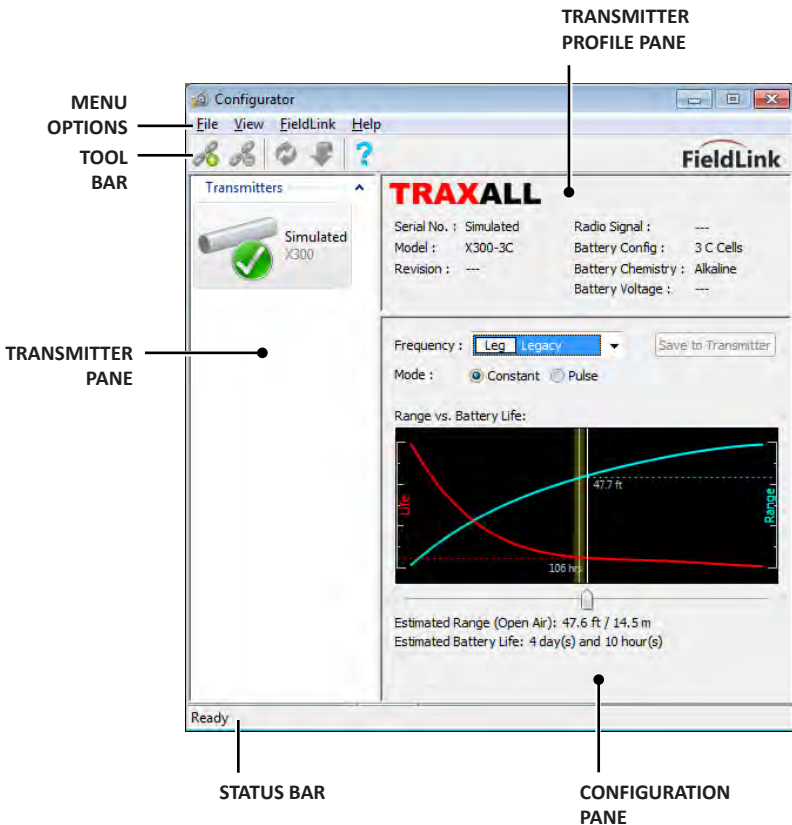 TRANSMITTER
PROFILE PANE
MENU
OPTIONS
TOOL
BAR
Configurator
File View FieldLink Help
FieldLink
Transmitters
Simulated
X300
TRAXALL
Serial No. : Simulated
Model : X300-3C
Revision : ---
Radio Signal : ---
Battery Config : 3 C Cells
Battery Chemistry : Alkaline
Battery Voltage : ---
TRANSMITTER
PANE
Frequency : Leg Legacy
Save to Transmitter
Mode : Constant Pulse
Range vs. Battery Life:
Life
47.7 ft
Range
106 hrs
Estimated Range (Open Air): 47.6 ft / 14.5 m
Estimated Battery Life: 4 day(s) and 10 hour(s)
Ready
STATUS BAR
CONFIGURATION
PANE